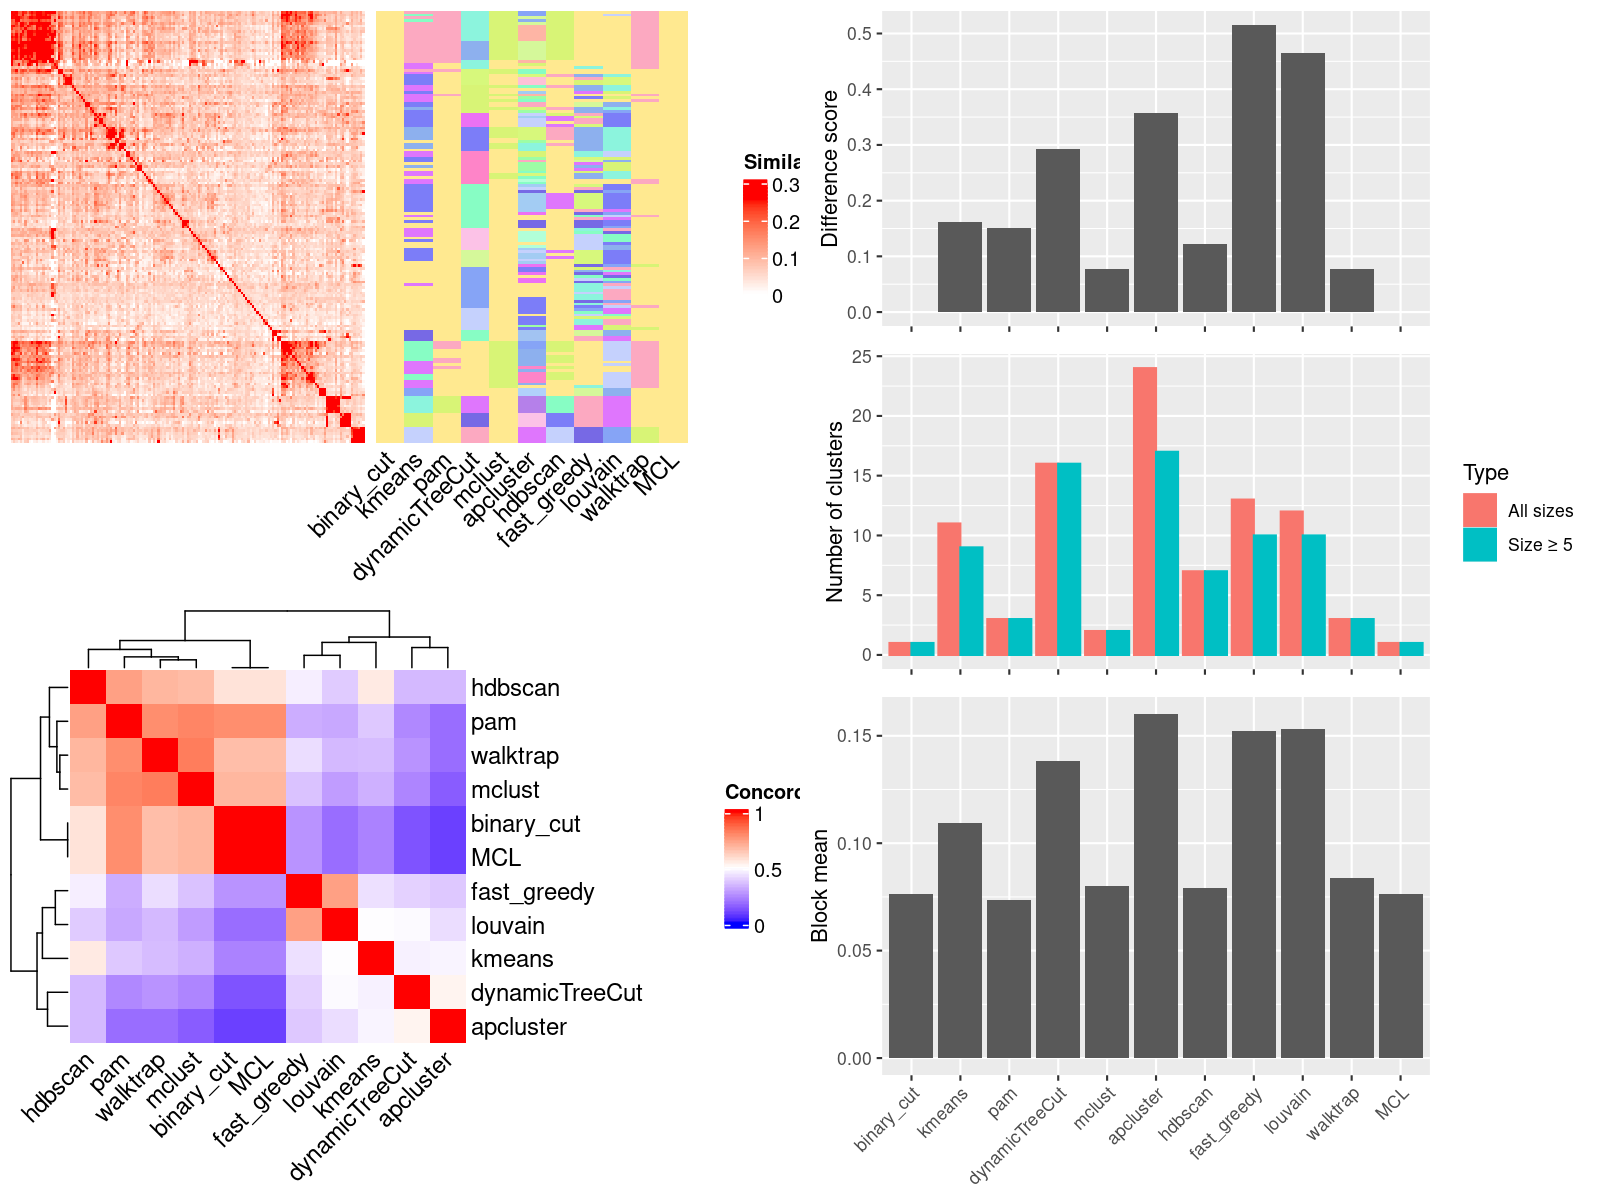 Simila
0.3
0.2
0.1
0
binary_cut
kmeans
pam
dynamicTreeCut
mclust
apcluster
hdbscan
fast_greedy
louvain
walktrap
MCL
hdbscan
pam
walktrap
mclust
binary_cut
MCL
fast_greedy
louvain
kmeans
dynamicTreeCut
apcluster
Concord
1
0.5
0
hdbscan
pam
walktrap
mclust
binary_cut
MCL
fast_greedy
louvain
kmeans
dynamicTreeCut
apcluster
Difference score
0.5
0.4
0.3
0.2
0.1
0.0
Number of clusters
25
20
15
10
5
0
Type
All sizes
Size ≥ 5
Block mean
0.15
0.10
0.05
0.00
binary_cut
kmeans
pam
dynamicTreeCut
mclust
apcluster
hdbscan
fast_greedy
louvain
walktrap
MCL